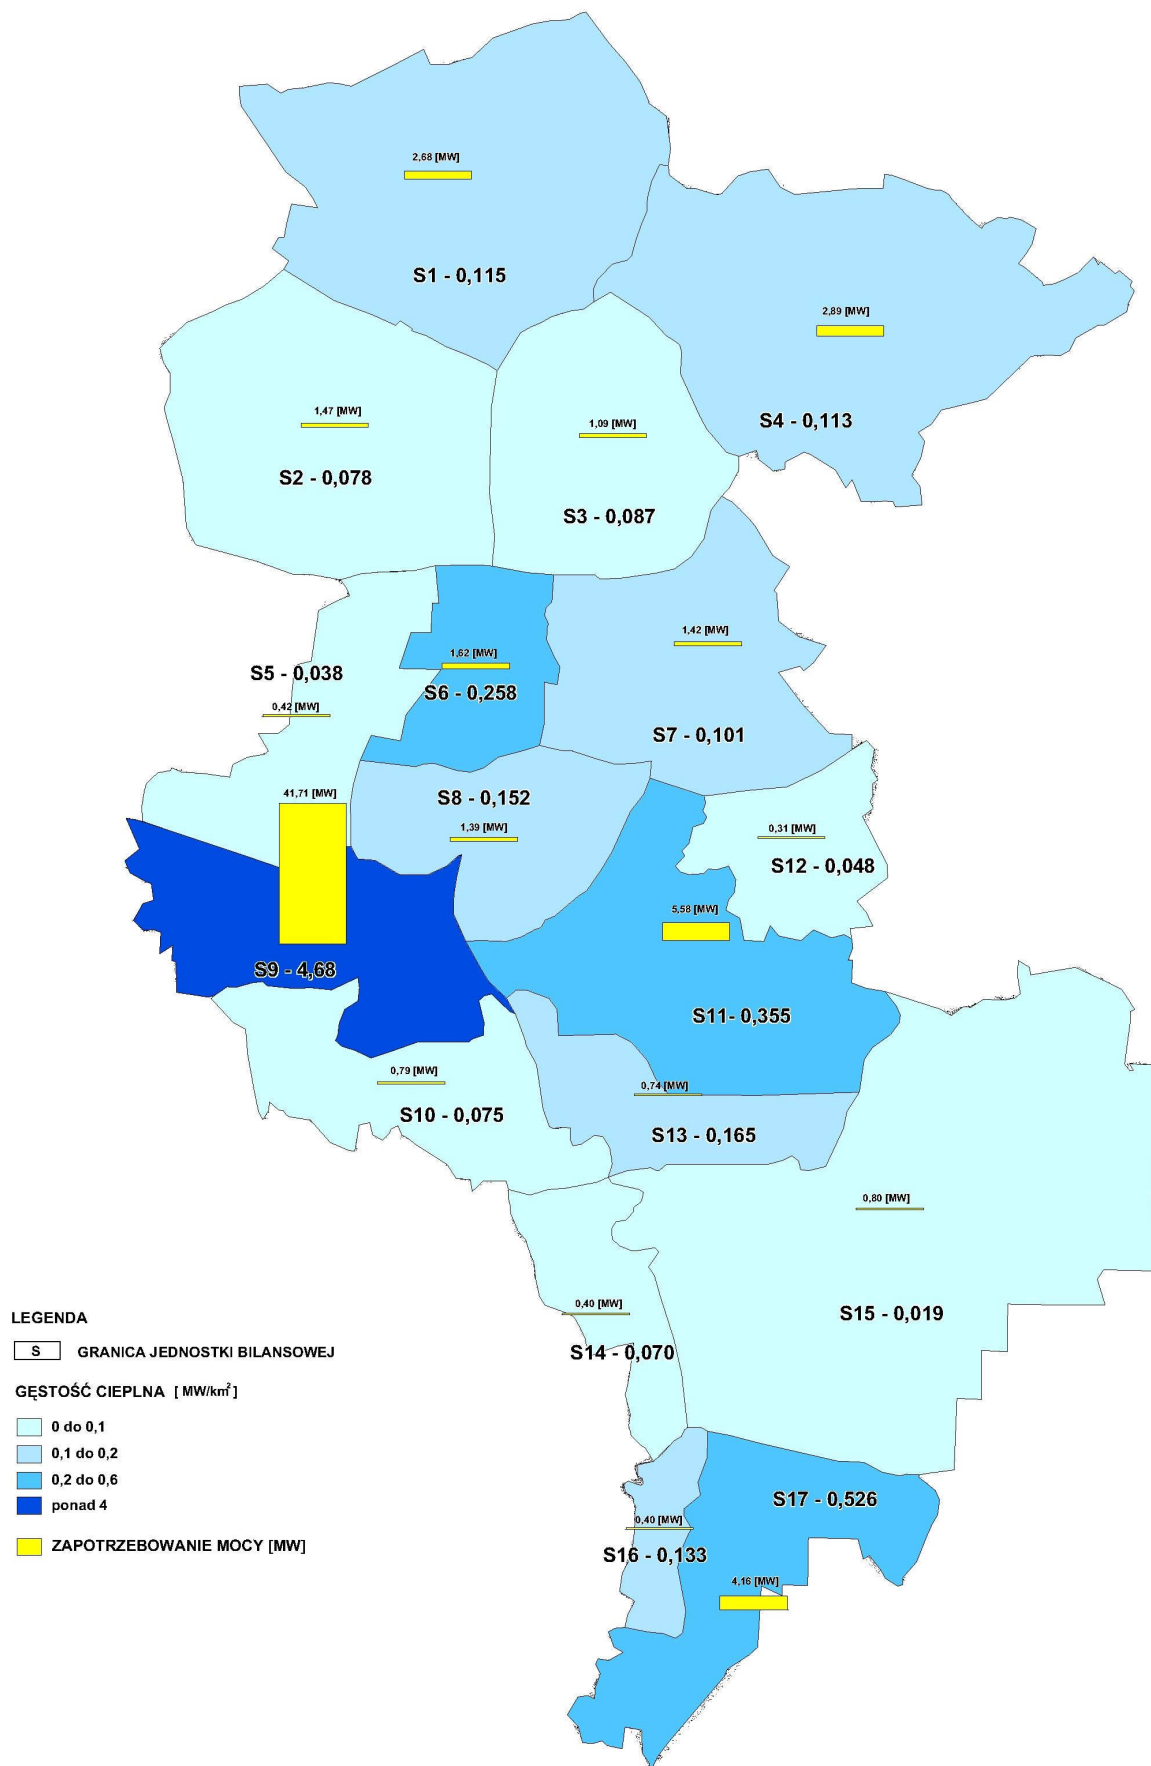 2,68 [MW]
S1 - 0,115
2,89 [MW]
S4 - 0,113
1,47 [MW]
S2 - 0,078
1,09 [MW]
S3 - 0,087
1,42 [MW]
S7 - 0,101
1,62 [MW]
S6 - 0,258
S5 - 0,038
0,42 [MW]
41,71 [MW]
S8 - 0,152
1,39 [MW]
0,31 [MW]
S12 - 0,048
5,58 [MW]
S9 - 4,68
S11- 0,355
0,79 [MW]
S10 - 0,075
0,74 [MW]
S13 - 0,165
0,80 [MW]
S15 - 0,019
0,40 [MW]
S14 - 0,070
S17 - 0,526
0,40 [MW]
S16 - 0,133
4,16 [MW]
LEGENDA
S GRANICA JEDNOSTKI BILANSOWEJ
GĘSTOŚĆ CIEPLNA [ MW/km² ]
0 do 0,1
0,1 do 0,2
0,2 do 0,6
ponad 4
ZAPOTRZEBOWANIE MOCY [MW]